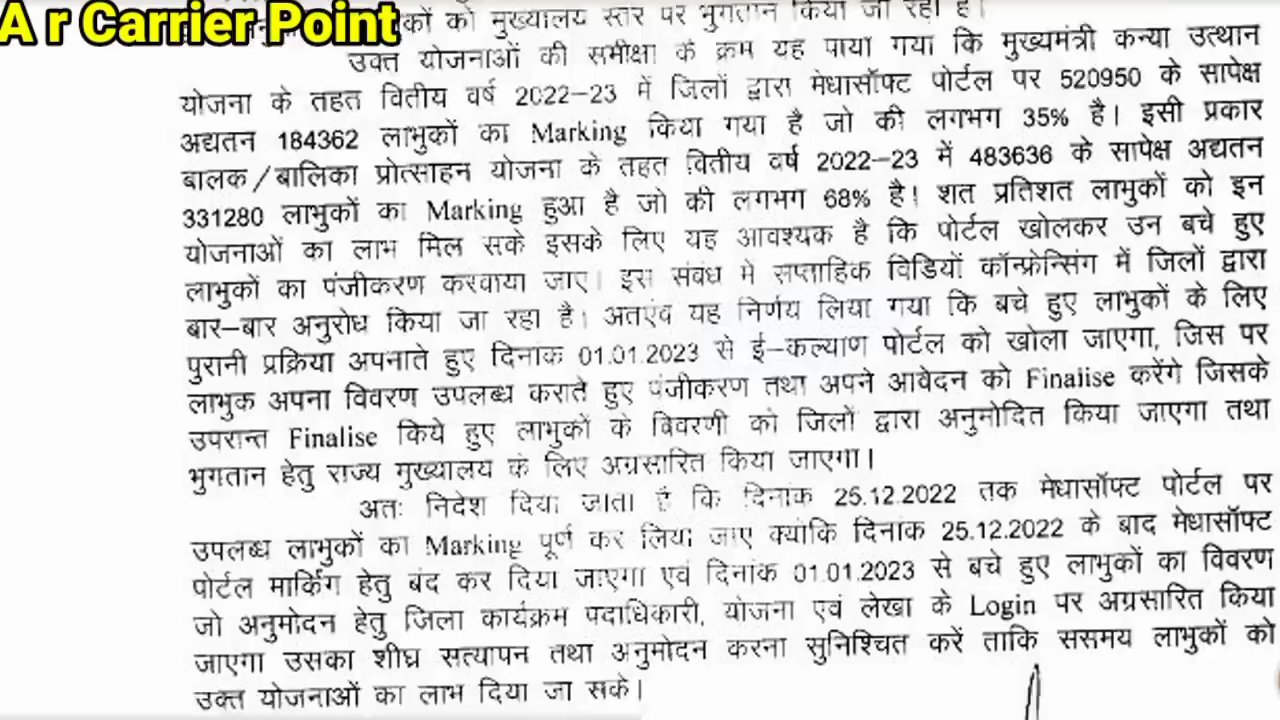 A r Carrier Point
कों को मुख्यालय स्तर पर भुगतान किया जा रहा है।
उक्त योजनाओं की समीक्षा के क्रम यह पाया गया कि मुख्यमंत्री कन्या उत्थान
योजना के तहत वितीय वर्ष 2022-23 में जिलों द्वारा मेधासॉफ्ट पोर्टल पर 520950 के सापेक्ष
अद्यतन 184362 लाभुकों का Marking किया गया है जो की लगभग 35% है। इसी प्रकार
बालक/बालिका प्रोत्साहन योजना के तहत वितीय वर्ष 2022-23 में 483636 के सापेक्ष अद्यतन
331280 लाभुकों का Marking हुआ है जो की लगभग 68% है। शत प्रतिशत लाभुकों को इन
योजनाओं का लाभ मिल सके इसके लिए यह आवश्यक है कि पोर्टल खोलकर उन बचे हुए
लाभुकों का पंजीकरण करवाया जाए। इस संबंध मे सप्ताहिक विडियों कॉन्फ्रेन्सिंग में जिलों द्वारा
बार-बार अनुरोध किया जा रहा है। अतएंव यह निर्णय लिया गया कि बचे हुए लाभुकों के लिए
पुरानी प्रक्रिया अपनाते हुए दिनांक 01.01.2023 से ई-कल्याण पोर्टल को खोला जाएगा, जिस पर
लाभुक अपना विवरण उपलब्ध कराते हुए पंजीकरण तथा अपने आवेदन को Finalise करेंगे जिसके
उपरान्त Finalise किये हुए लाभुकों के विवरणी को जिलों द्वारा अनुमोदित किया जाएगा तथा
भुगतान हेतु राज्य मुख्यालय के लिए अग्रसारित किया जाएगा।
अतः निदेश दिया जाता है कि दिनांक 25.12.2022 तक मेधासॉफ्ट पोर्टल पर
उपलब्ध लाभुकों का Marking पूर्ण कर लिया जाए क्योंकि दिनांक 25.12.2022 के बाद मेधासॉफ्ट
पोर्टल मार्किंग हेतु बंद कर दिया जाएगा एवं दिनांक 01.01.2023 से बचे हुए लाभुकों का विवरण
जो अनुमोदन हेतु जिला कार्यक्रम पदाधिकारी, योजना एवं लेखा के Login पर अग्रसारित किया
जाएगा उसका शीघ्र सत्यापन तथा अनुमोदन करना सुनिश्चित करें ताकि ससमय लाभुकों को
उक्त योजनाओं का लाभ दिया जा सके।